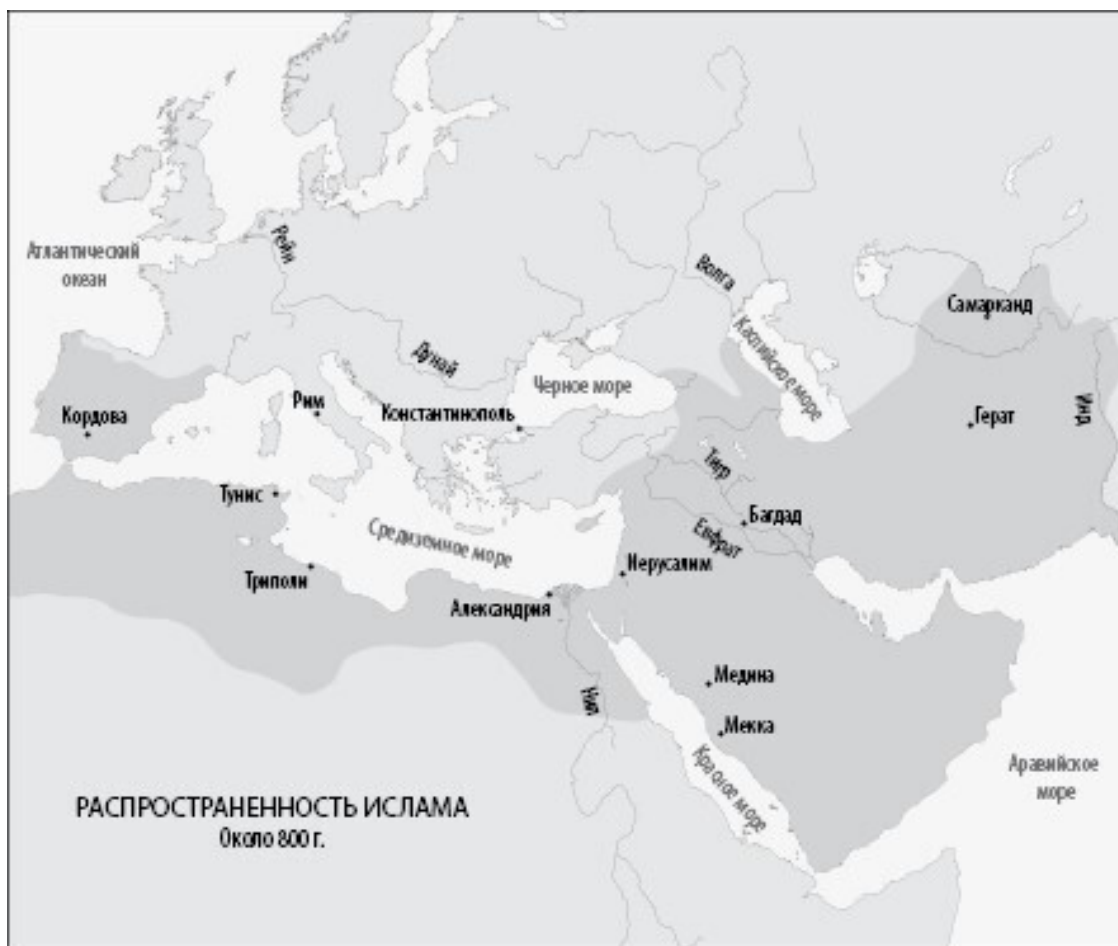 Атлантический
океан
Рейн
Волга
Самарканд
Дунай
Черное море
Каспийское море
Кордова
Рим
Константинополь
Герат
Инд
Тунис
Тигр
Багдад
Средиземное море
Евфрат
Триполи
Иерусалим
Александрия
Медина
Нил
Мекка
Красное море
Аравийское
море
РАСПРОСТРАНЕННОСТЬ ИСЛАМА
Около 800 г.